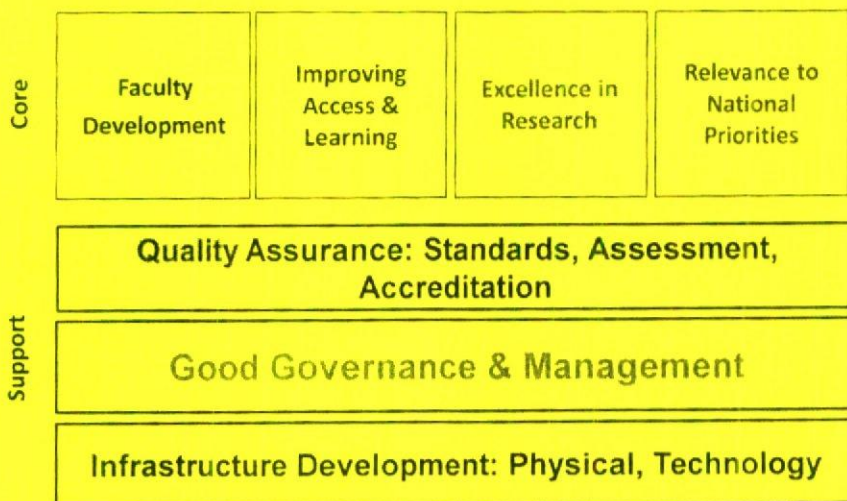 Core
Faculty
Development
Improving
Access &
Learning
Excellence in
Research
Relevance to
National
Priorities
Support
Quality Assurance: Standards, Assessment,
Accreditation
Good Governance & Management
Infrastructure Development: Physical, Technology